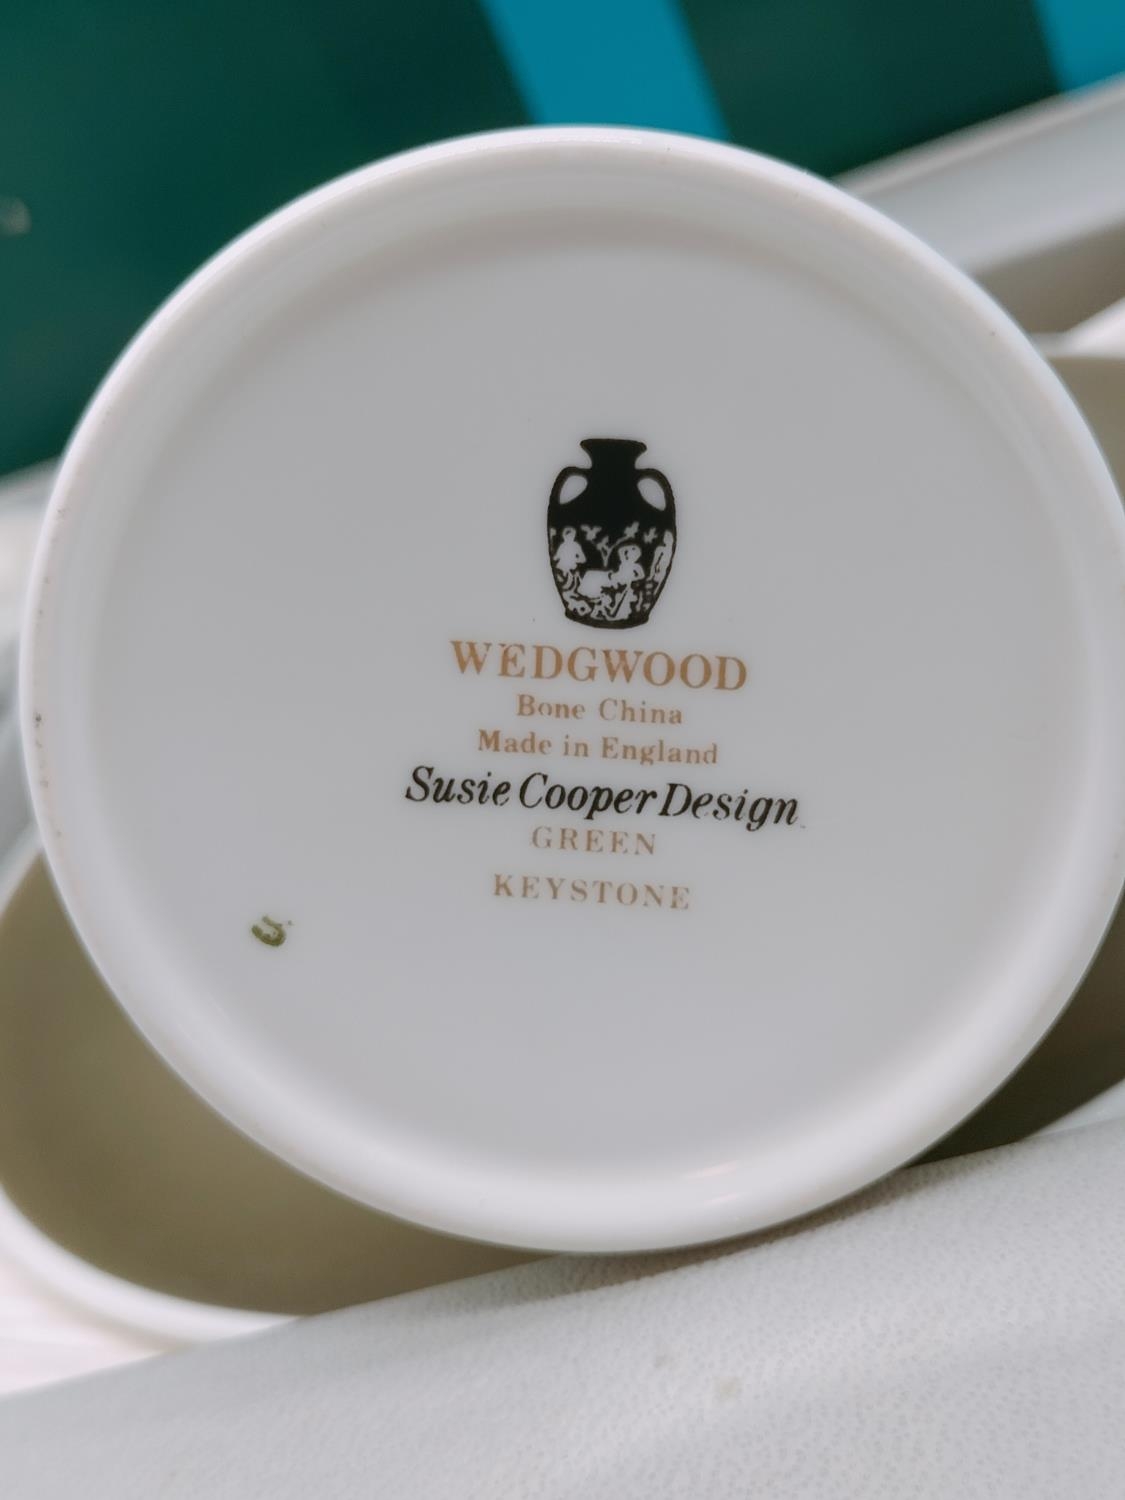 WEDGWOOD
Bone China
Made in England
Susie Cooper Design
GREEN
KEYSTONE